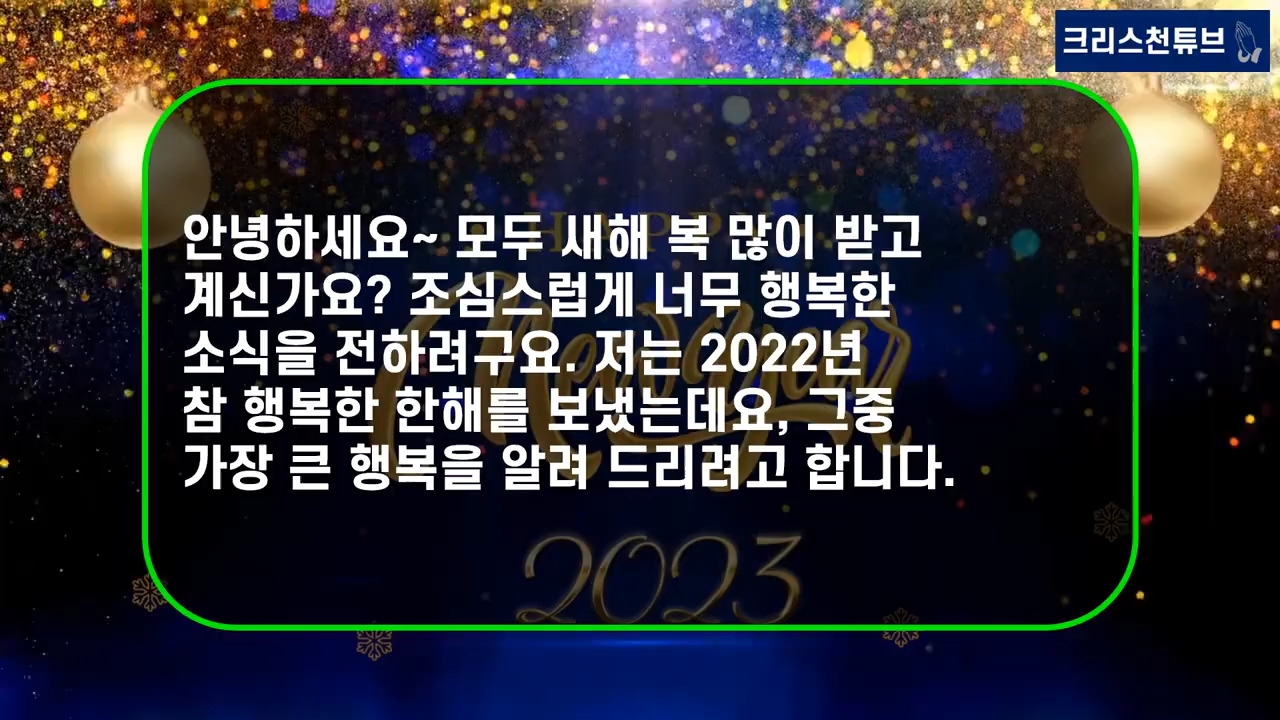 크리스천튜브
안녕하세요~ 모두 새해 복 많이 받고
계신가요? 조심스럽게 너무 행복한
소식을 전하려구요. 저는 2022년
참 행복한 한해를 보냈는데요, 그중
가장 큰 행복을 알려 드리려고 합니다.
HAPPY
New Year
2023